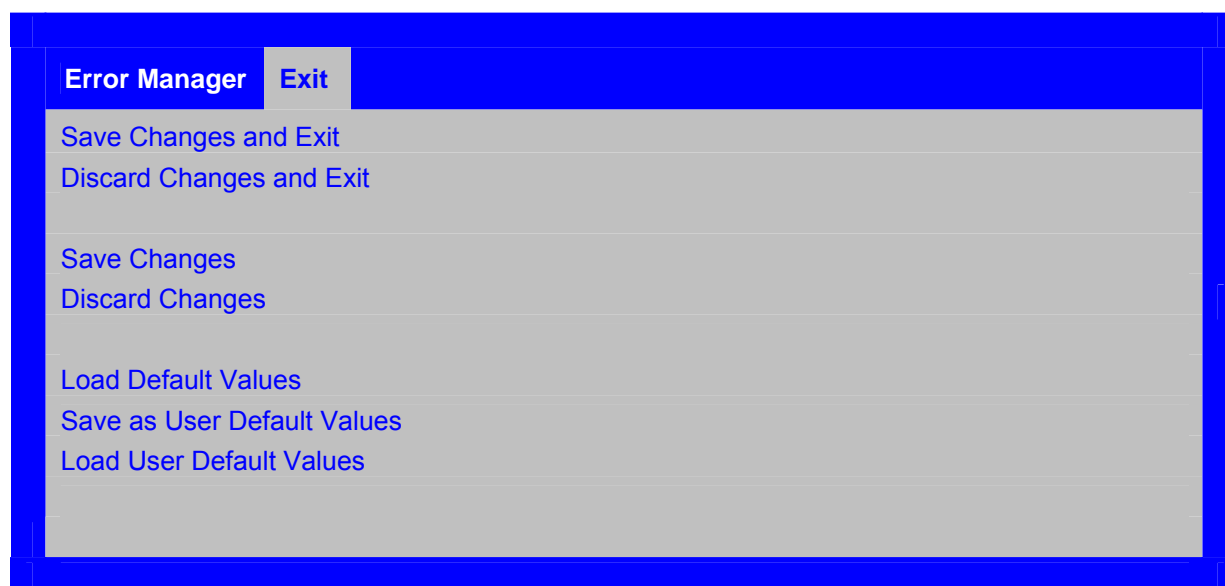 Error Manager Exit
Save Changes and Exit
Discard Changes and Exit
Save Changes
Discard Changes
Load Default Values
Save as User Default Values
Load User Default Values